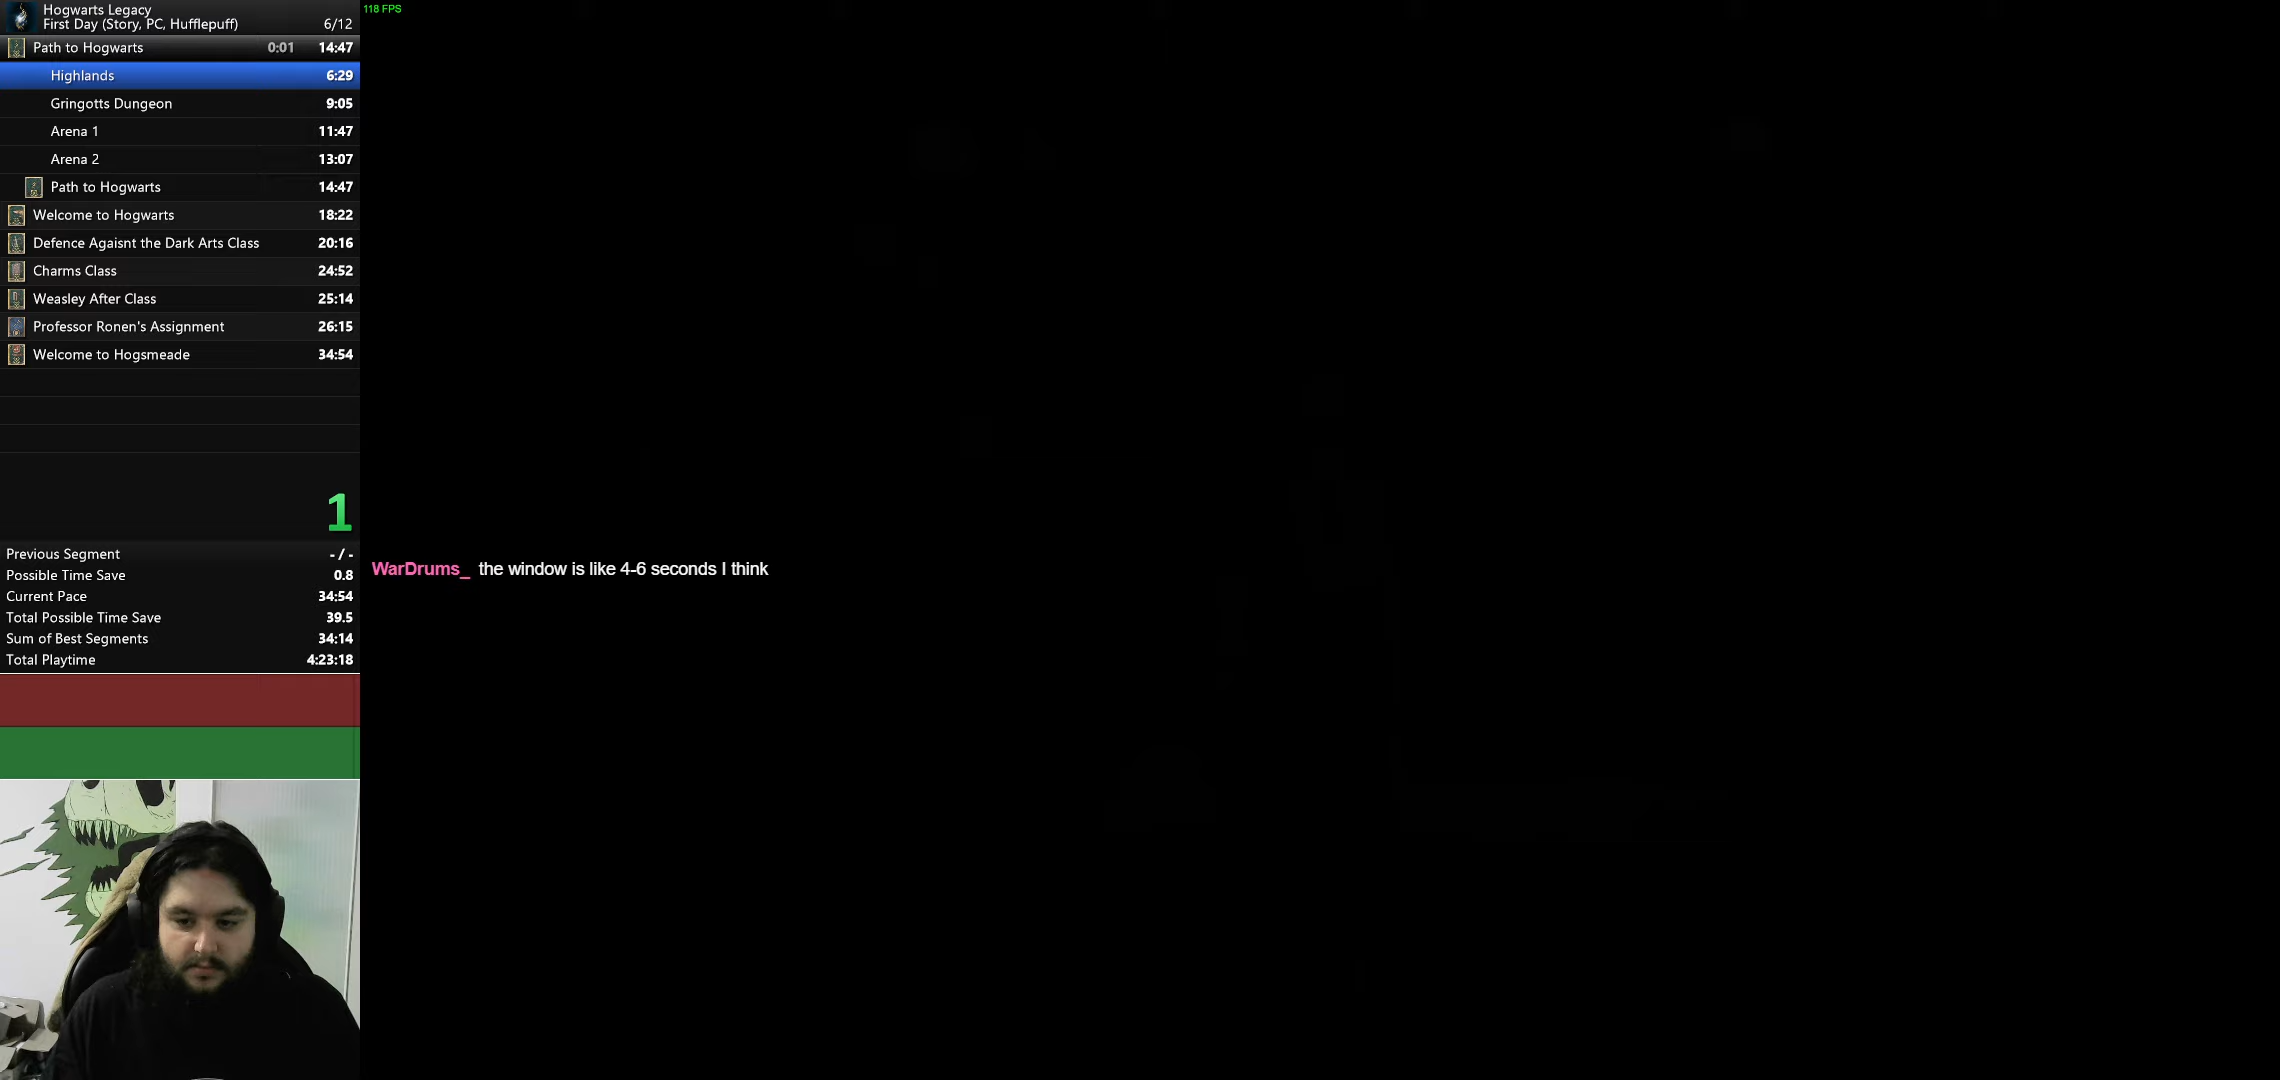 Hogwarts Legacy
First Day (Story, PC, Hufflepuff) 6/12
Path to Hogwarts 0:01 14:47
Highlands 6:29
Gringotts Dungeon 9:05
Arena 1 11:47
Arena 2 13:07
Path to Hogwarts 14:47
Welcome to Hogwarts 18:22
Defence Agaisnt the Dark Arts Class 20:16
Charms Class 24:52
Weasley After Class 25:14
Professor Ronen's Assignment 26:15
Welcome to Hogsmeade 34:54
1
Previous Segment - / -
Possible Time Save 0.8
Current Pace 34:54
Total Possible Time Save 39.5
Sum of Best Segments 34:14
Total Playtime 4:23:18
118 FPS
WarDrums_ the window is like 4-6 seconds I think